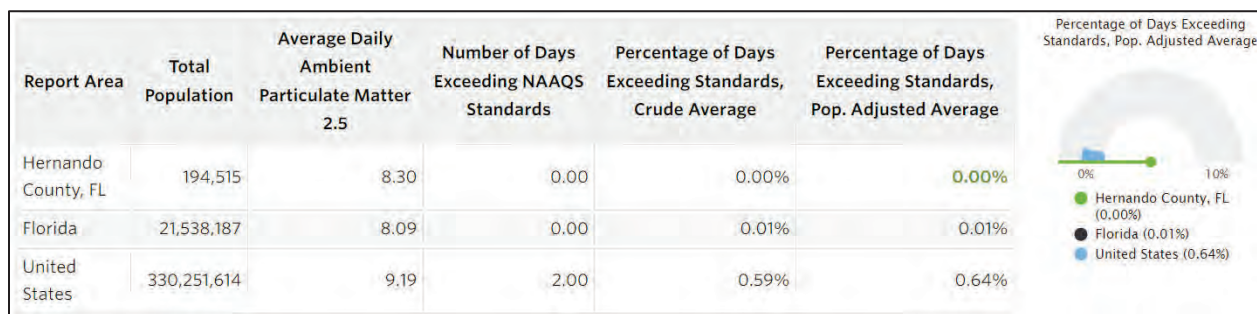 Report Area
Total
Population
Average Daily
Ambient
Particulate Matter
2.5
Number of Days
Exceeding NAAQS
Standards
Percentage of Days
Exceeding Standards,
Crude Average
Percentage of Days
Exceeding Standards,
Pop. Adjusted Average
Hernando
County, FL
194,515
8.30
0.00
0.00%
0.00%
Florida
21,538,187
8.09
0.00
0.01%
0.01%
United
States
330,251,614
9.19
2.00
0.59%
0.64%
Percentage of Days Exceeding
Standards, Pop. Adjusted Average
0%
10%
Hernando County, FL
(0.00%)
Florida (0.01%)
United States (0.64%)